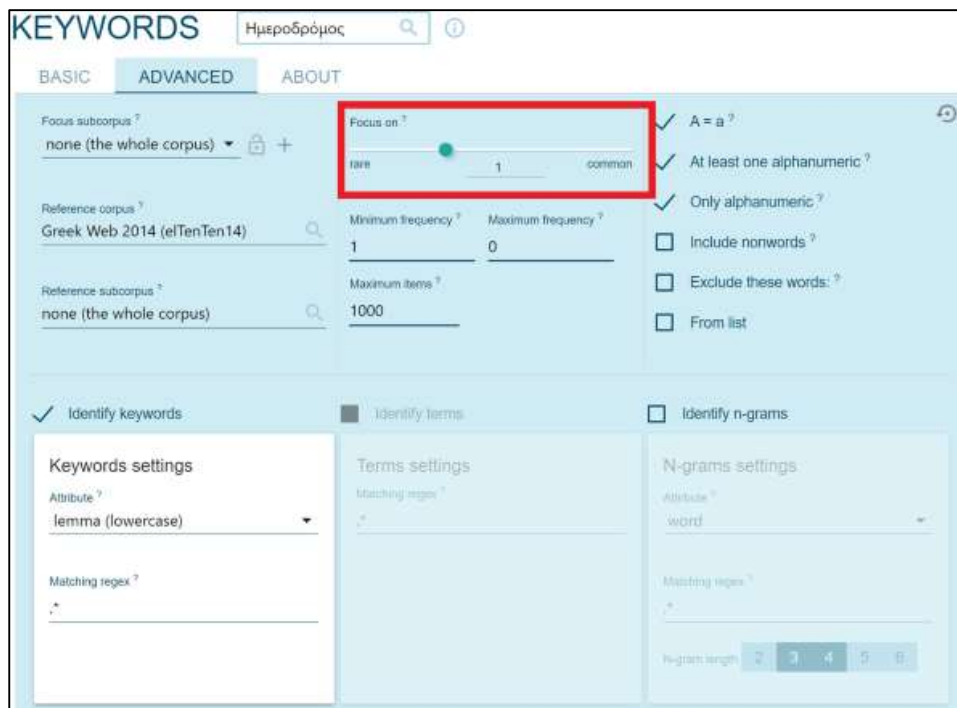 KEYWORDS
Ημεροδρόμος
BASIC ADVANCED ABOUT
Focus subcorpus ?
none (the whole corpus)
Reference corpus ?
Greek Web 2014 (elTenTen14)
Reference subcorpus ?
none (the whole corpus)
Focus on ?
rare 1 common
Minimum frequency ? Maximum frequency ?
1 0
Maximum items ?
1000
A = a ?
At least one alphanumeric ?
Only alphanumeric ?
Include nonwords ?
Exclude these words: ?
From list
Identify keywords
Keywords settings
Attribute ?
lemma (lowercase)
Matching regex ?
.*
Identify terms
Terms settings
Matching regex ?
.*
Identify n-grams
N-grams settings
Attribute ?
word
Matching regex ?
.*
N-gram length 2 3 4 5 6